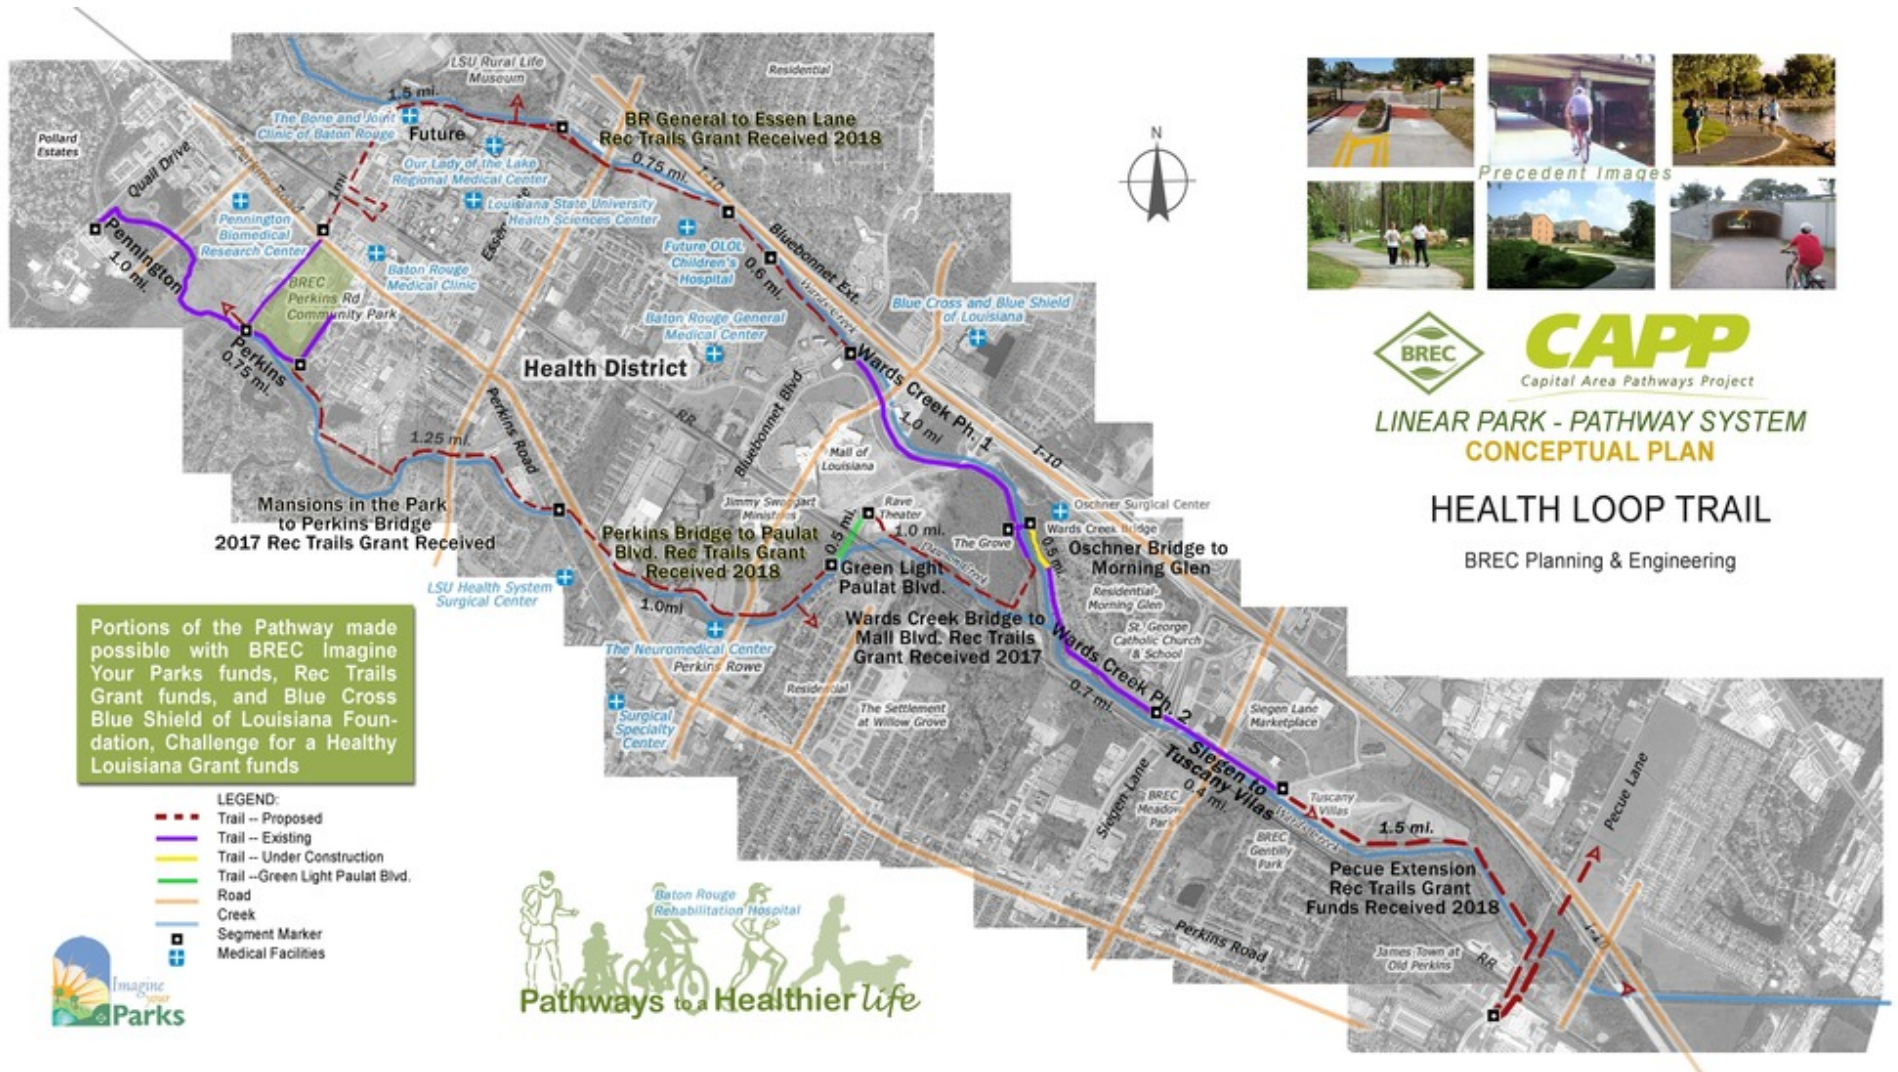 LSU Rural Life
Museum
Residential
1.5 mi.
The Bone and Joint
Clinic of Baton Rouge
Future
BR General to Essen Lane
Rec Trails Grant Received 2018
Pollard
Estates
Quail Drive
Perkins Road
Our Lady of the Lake
Regional Medical Center
0.75 mi.
I-10
1mi
Louisiana State University
Health Sciences Center
Pennington
Biomedical
Research Center
Pennington
1.0 mi.
Baton Rouge
Medical Clinic
Future OLOL
Children's
Hospital
Bluebonnet Ext.
0.6 mi.
Wards Creek
BREC
Perkins Rd
Community Park
Baton Rouge General
Medical Center
Blue Cross and Blue Shield
of Louisiana
Perkins
0.75 mi.
Health District
Wards Creek Ph. 1
1.0 mi
I-10
Perkins Road
RR
Bluebonnet Blvd
1.25 mi.
Mall of
Louisiana
Mansions in the Park
to Perkins Bridge
2017 Rec Trails Grant Received
Jimmy Swaggart
Ministries
Rave
Theater
Oschner Surgical Center
Wards Creek Bridge
Perkins Bridge to Paulat
Blvd. Rec Trails Grant
Received 2018
0.5 mi.
1.0 mi.
The Grove
0.5 mi
Oschner Bridge to
Morning Glen
Green Light
Paulat Blvd.
LSU Health System
Surgical Center
1.0mi
Residential-
Morning Glen
Wards Creek Bridge to
Mall Blvd. Rec Trails
Grant Received 2017
St. George
Catholic Church
& School
The Neuromedical Center
Perkins Rowe
Wards Creek Ph. 2
0.7 mi.
Residential
The Settlement
at Willow Grove
Siegen Lane
Marketplace
Surgical
Specialty
Center
Siegen to
Tuscany Vilas
0.4 mi.
Siegen Lane
BREC
Meadow
Park
Tuscany
Villas
Wards Creek
BREC
Gentilly
Park
1.5 mi.
Pecue Lane
Pecue Extension
Rec Trails Grant
Funds Received 2018
Perkins Road
James Town at
Old Perkins
RR
I-10
N
Precedent Images
BREC
CAPP
Capital Area Pathways Project
LINEAR PARK - PATHWAY SYSTEM
CONCEPTUAL PLAN
HEALTH LOOP TRAIL
BREC Planning & Engineering
Portions of the Pathway made
possible with BREC Imagine
Your Parks funds, Rec Trails
Grant funds, and Blue Cross
Blue Shield of Louisiana Foun-
dation, Challenge for a Healthy
Louisiana Grant funds
LEGEND:
Trail -- Proposed
Trail -- Existing
Trail -- Under Construction
Trail --Green Light Paulat Blvd.
Road
Creek
Segment Marker
Medical Facilities
Imagine
your
Parks
Baton Rouge
Rehabilitation Hospital
Pathways to a Healthier life